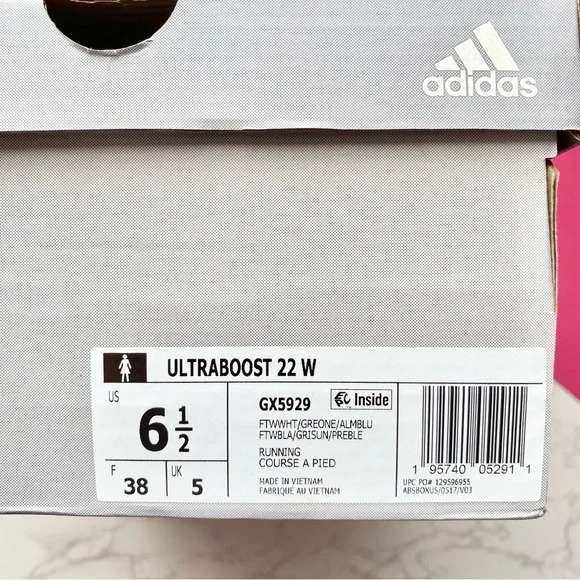 adidas
ULTRABOOST 22 W
US
6 1/2
F
38
UK
5
GX5929
Inside
FTWWHT/GREONE/ALMBLU
FTWBLA/GRISUN/PREBLE
RUNNING
COURSE A PIED
MADE IN VIETNAM
FABRIQUÉ AU VIETNAM
1 95740 05291 1
UPC PO# 129596955
ABSBOXUS/0517/V03